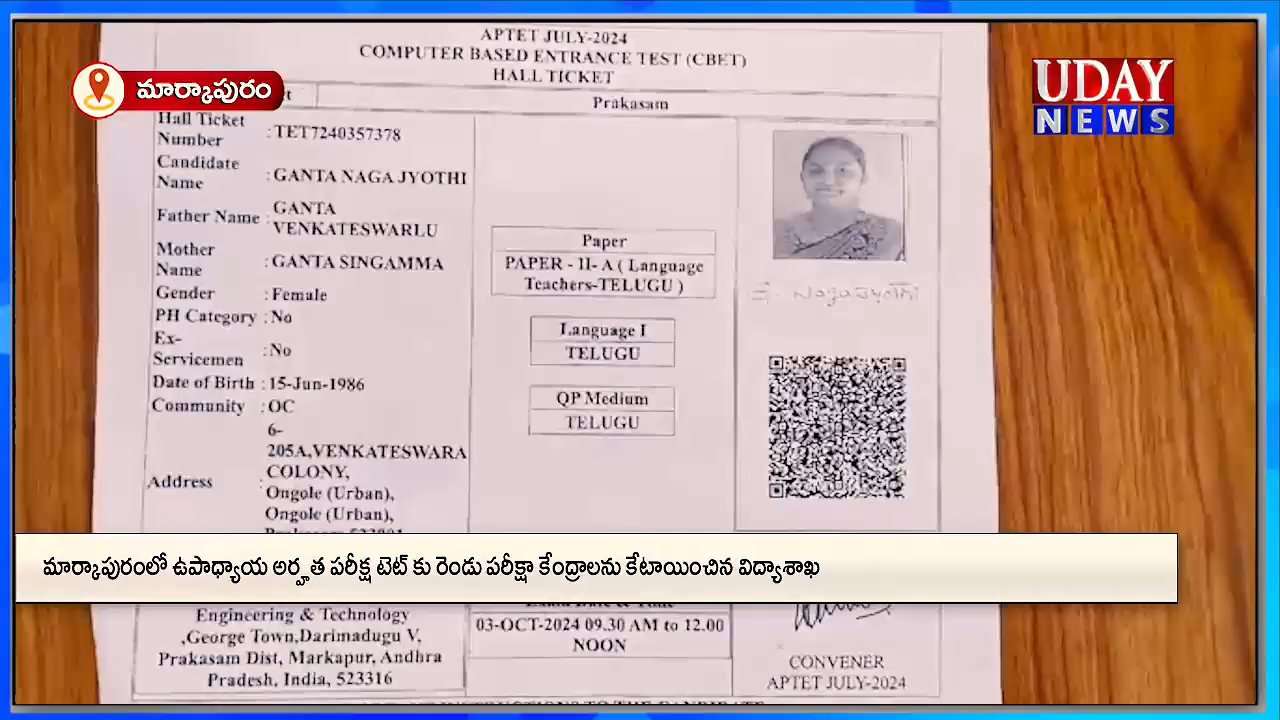 APTET JULY-2024
COMPUTER BASED ENTRANCE TEST (CBET)
HALL TICKET
మార్కాపురం
UDAY
NEWS
Prakasam
Hall Ticket
Number
: TET7240357378
Candidate
Name
: GANTA NAGA JYOTHI
Father Name :
GANTA
VENKATESWARLU
Mother
Name
: GANTA SINGAMMA
Gender : Female
PH Category : No
Ex-
Servicemen
: No
Date of Birth : 15-Jun-1986
Community : OC
Address :
6-
205A,VENKATESWARA
COLONY,
Ongole (Urban),
Ongole (Urban),
Paper
PAPER - II- A ( Language
Teachers-TELUGU )
Language I
TELUGU
QP Medium
TELUGU
మార్కాపురంలో ఉపాధ్యాయ అర్హత పరీక్ష టెట్ కు రెండు పరీక్షా కేంద్రాలను కేటాయించిన విద్యాశాఖ
Engineering & Technology
,George Town,Darimadugu V,
Prakasam Dist, Markapur, Andhra
Pradesh, India, 523316
03-OCT-2024 09.30 AM to 12.00
NOON
CONVENER
APTET JULY-2024